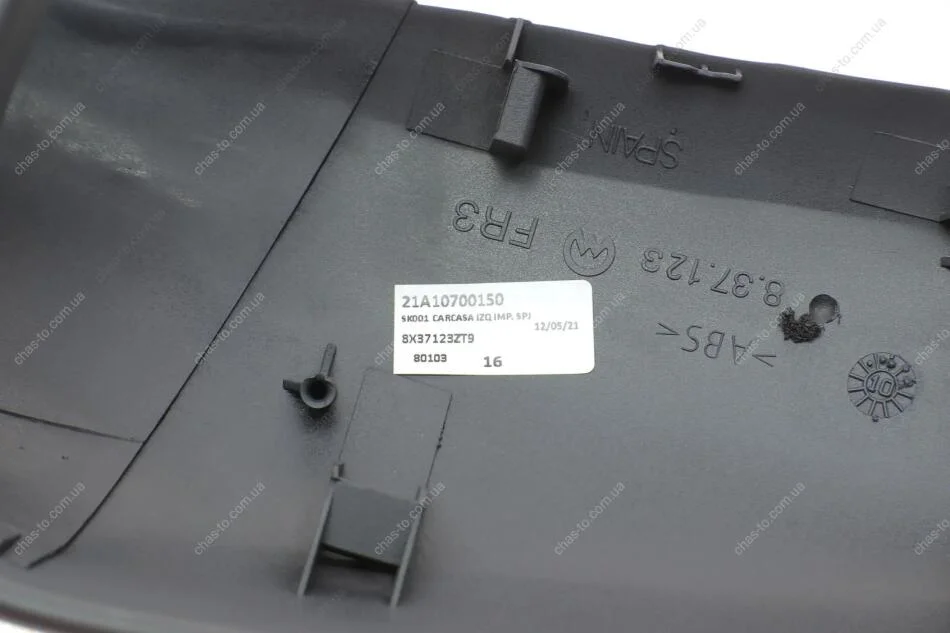 SPAIN
FR3
8.37.123
>ABS<
21A10700150
SK001 CARCASA IZQ IMP. SPJ
12/05/21
8X37123ZT9
80103
16
10
chas-to.com.ua